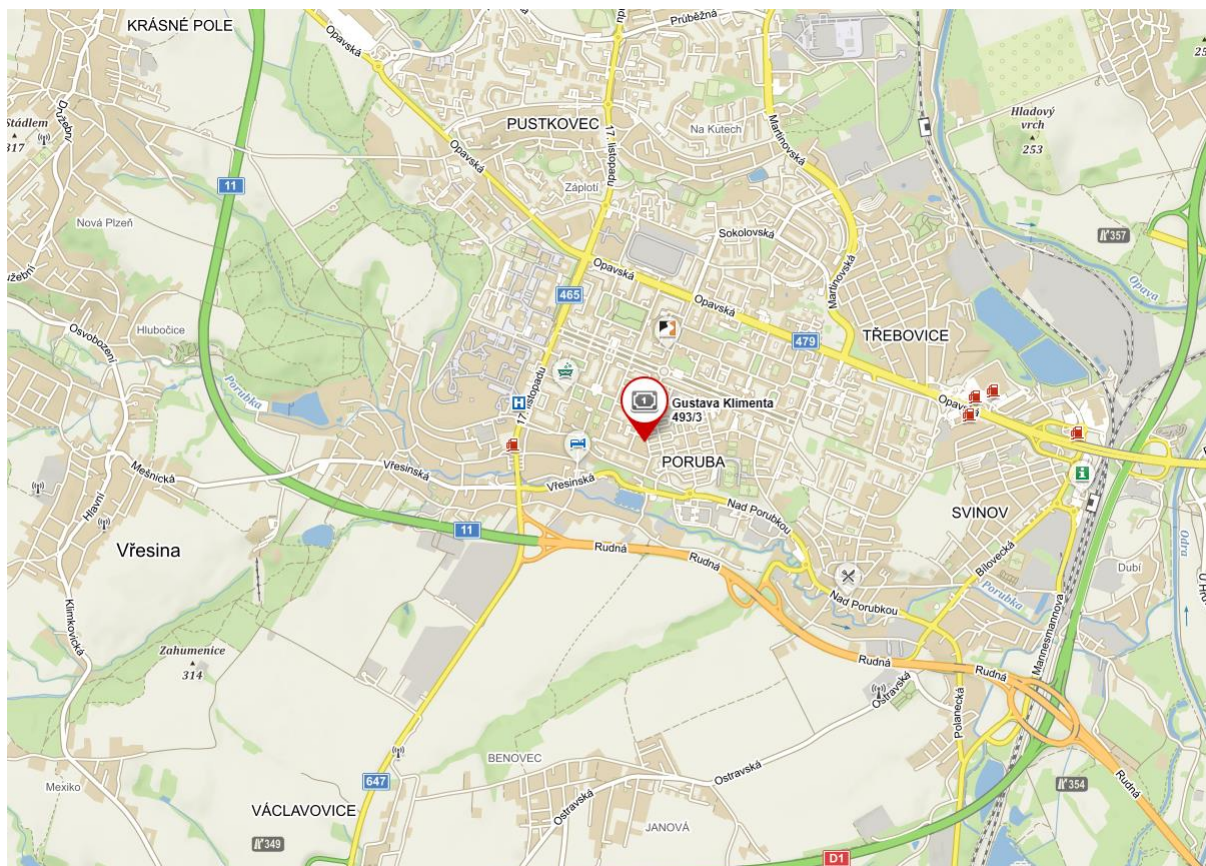 KRÁSNÉ POLE
Opavská
Průběžná
Družební
Stádlem
317
Hladový
vrch
253
PUSTKOVEC
17. listopadu
Na Kutech
Martinovská
Opavská
11
Záplotí
Nová Plzeň
Sokolovská
357
Opavská
Martinovská
Opava
465
Opavská
Osvobození
Hlubočice
479
TŘEBOVICE
Porubka
17. listopadu
H
1
Gustava Klimenta
493/3
Opavská
PORUBA
Mešnická
Hlavní
Vřesinská
Vřesinská
Nad Porubkou
SVINOV
i
11
Vřesina
Rudná
Rudná
Bílovecká
Odra
Dubí
Porubka
Klimkovická
Nad Porubkou
Mannesmannova
Zahumenice
314
Rudná
Rudná
Ostravská
Polanecká
BENOVEC
647
Ostravská
Mexiko
354
Rudná
VÁCLAVOVICE
Ostravská
JANOVÁ
349
D1